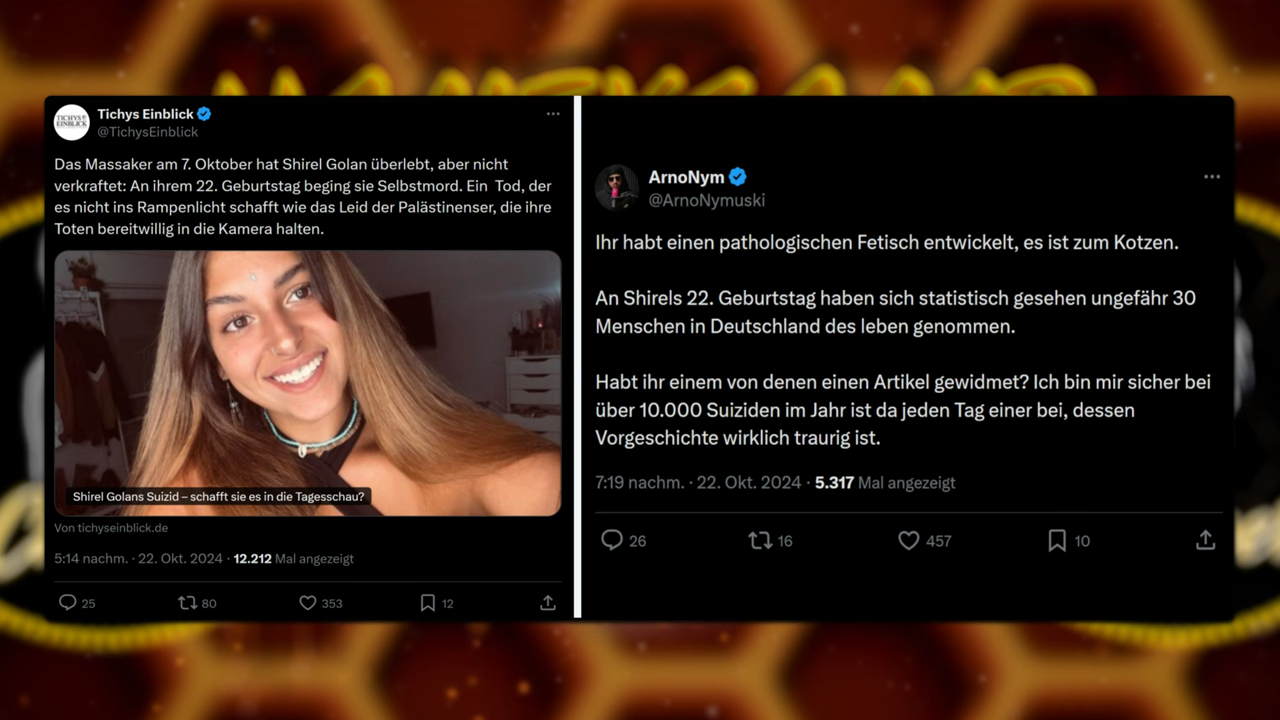 Tichys Einblick
@TichysEinblick
TICHYS
EINBLICK
Das Massaker am 7. Oktober hat Shirel Golan überlebt, aber nicht
verkraftet: An ihrem 22. Geburtstag beging sie Selbstmord. Ein  Tod, der
es nicht ins Rampenlicht schafft wie das Leid der Palästinenser, die ihre
Toten bereitwillig in die Kamera halten.
Shirel Golans Suizid – schafft sie es in die Tagesschau?
Von tichyseinblick.de
5:14 nachm. · 22. Okt. 2024 · 12.212 Mal angezeigt
25 80 353 12
ArnoNym
@ArnoNymuski
Ihr habt einen pathologischen Fetisch entwickelt, es ist zum Kotzen.
An Shirels 22. Geburtstag haben sich statistisch gesehen ungefähr 30
Menschen in Deutschland des leben genommen.
Habt ihr einem von denen einen Artikel gewidmet? Ich bin mir sicher bei
über 10.000 Suiziden im Jahr ist da jeden Tag einer bei, dessen
Vorgeschichte wirklich traurig ist.
7:19 nachm. · 22. Okt. 2024 · 5.317 Mal angezeigt
26 16 457 10